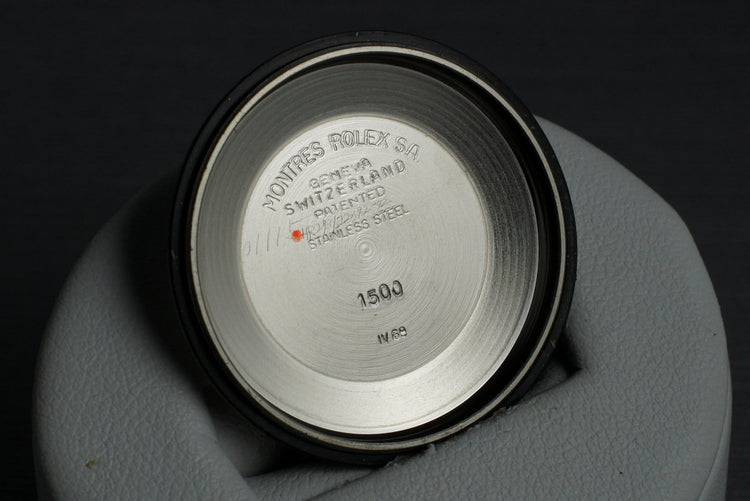 MONTRES ROLEX S.A.
GENEVA
SWITZERLAND
PATENTED
STAINLESS STEEL
1500
IV 69